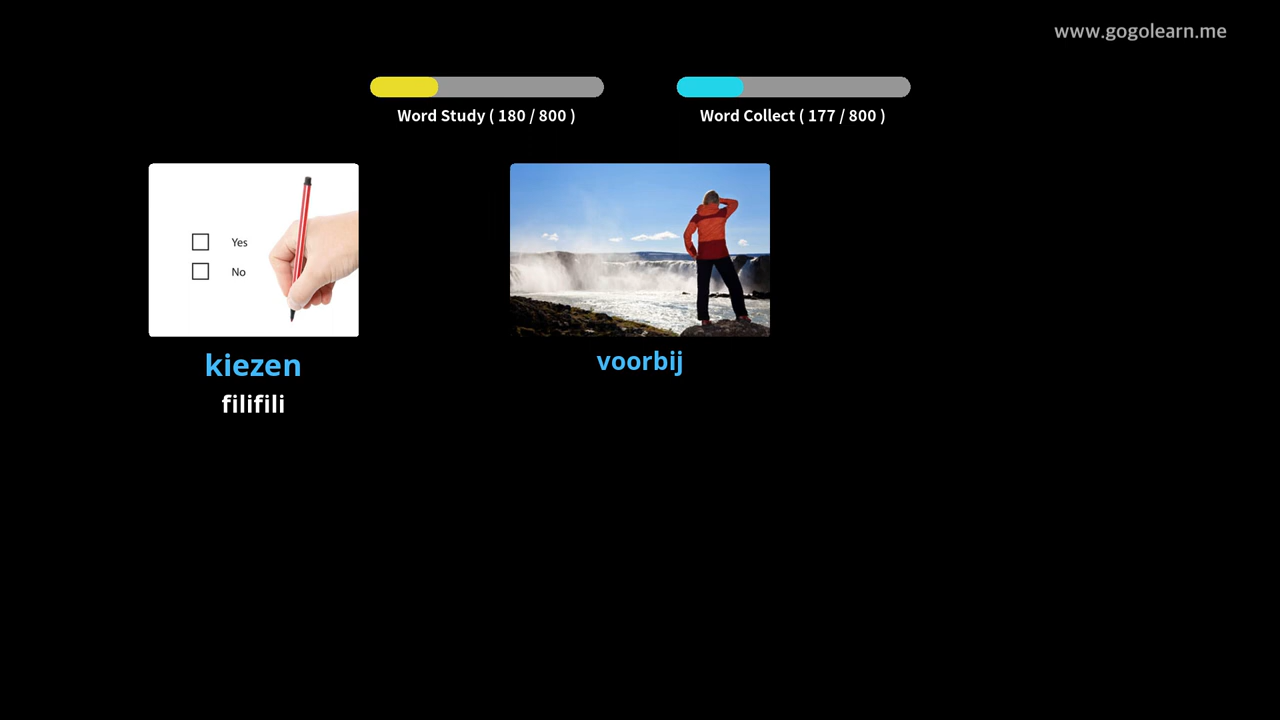 www.gogolearn.me
Word Study ( 180 / 800 )
Word Collect ( 177 / 800 )
Yes
No
kiezen
filifili
voorbij